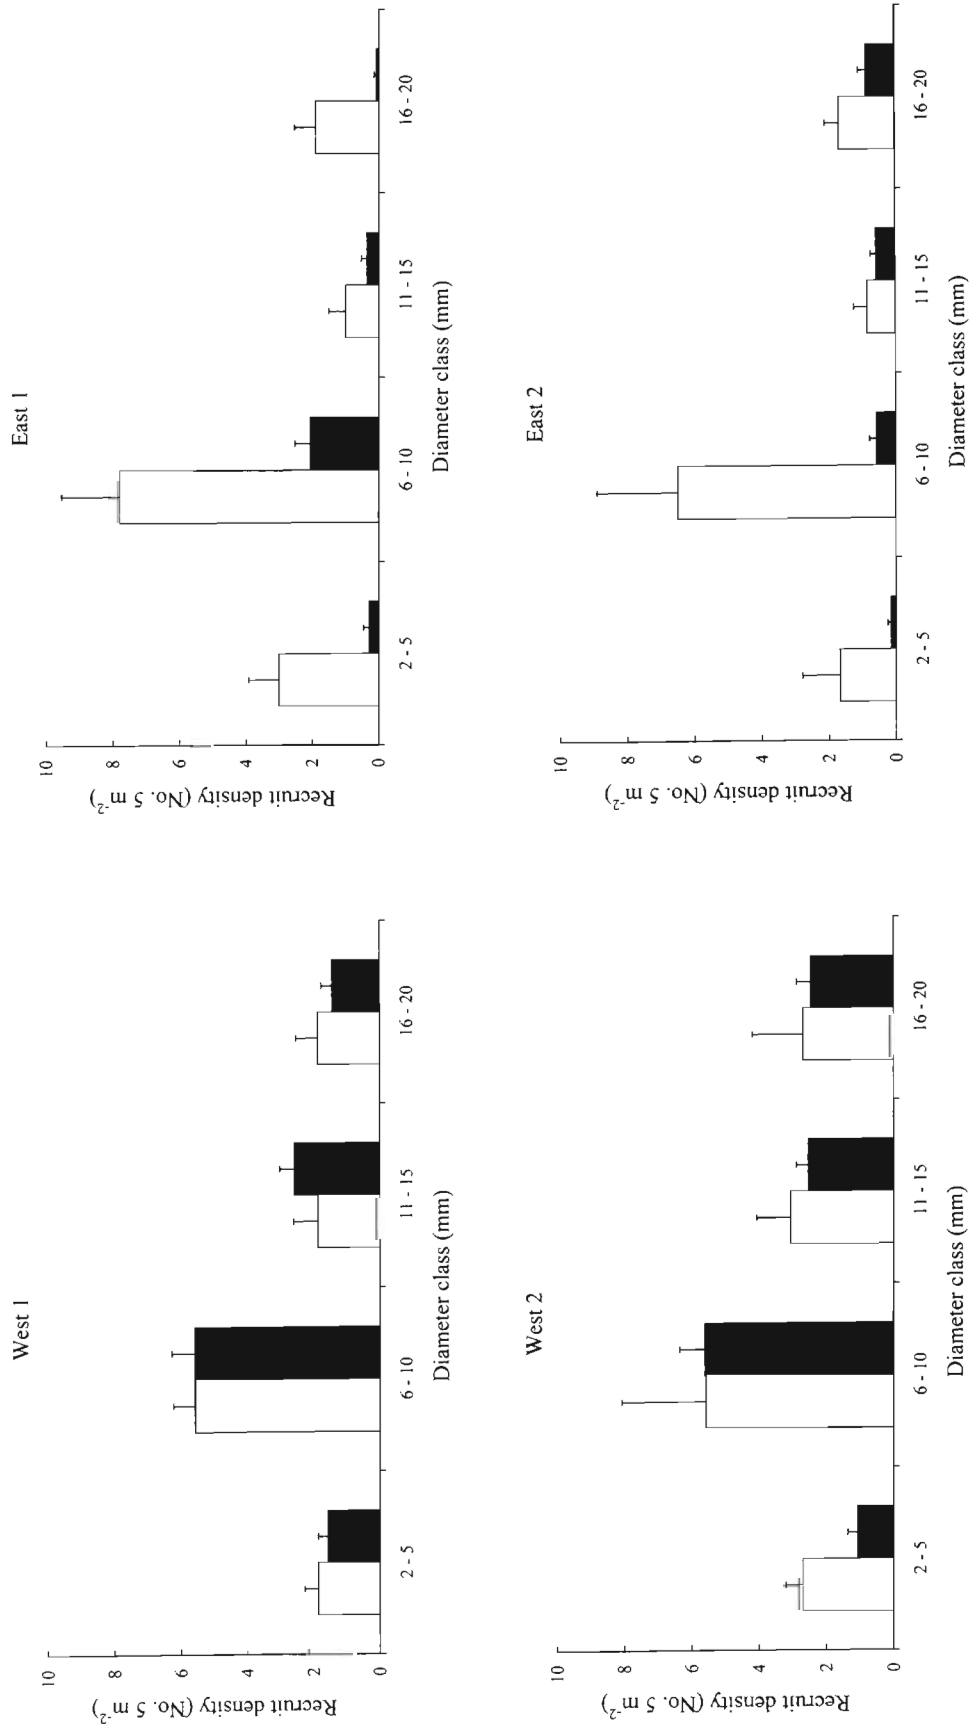 West 1
Recruit density (No. 5 m⁻²)
10
8
6
4
2
0
2 - 5
6 - 10
11 - 15
16 - 20
Diameter class (mm)
East 1
Recruit density (No. 5 m⁻²)
10
8
6
4
2
0
2 - 5
6 - 10
11 - 15
16 - 20
Diameter class (mm)
West 2
Recruit density (No. 5 m⁻²)
10
8
6
4
2
0
2 - 5
6 - 10
11 - 15
16 - 20
Diameter class (mm)
East 2
Recruit density (No. 5 m⁻²)
10
8
6
4
2
0
2 - 5
6 - 10
11 - 15
16 - 20
Diameter class (mm)